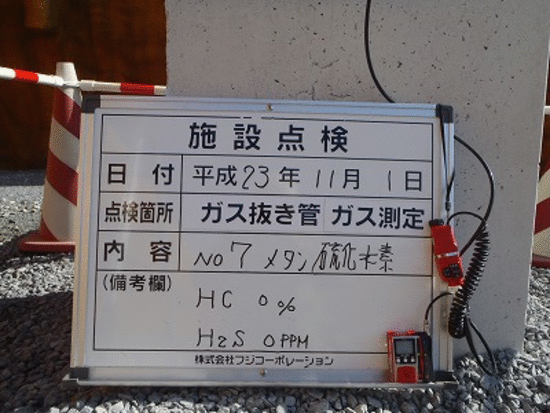 施設点検
日付 平成23年11月1日
点検箇所 ガス抜き管 ガス測定
内容 NO7 メタン 硫化水素
(備考欄)
HC 0%
H2S 0PPM
株式会社フジコーポレーション